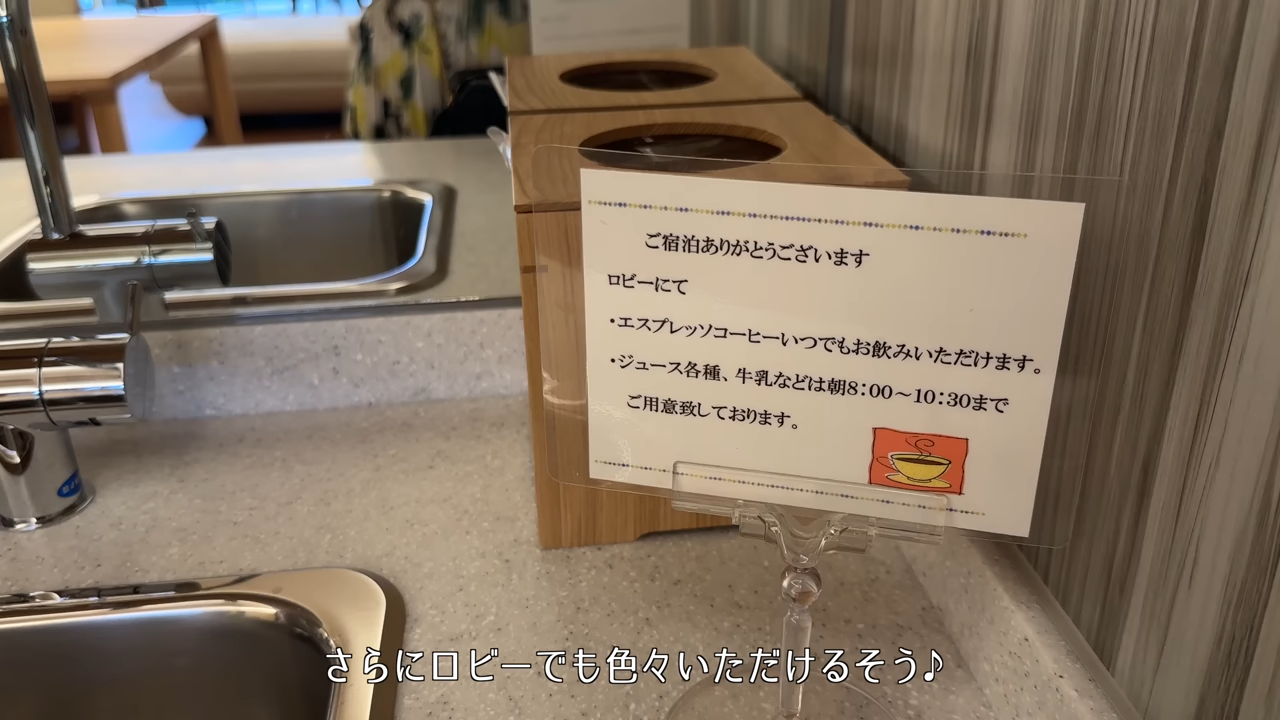 ご宿泊ありがとうございます
ロビーにて
・エスプレッソコーヒーいつでもお飲みいただけます。
・ジュース各種、牛乳などは朝8:00～10:30まで
ご用意致しております。
さらにロビーでも色々いただけるそう♪